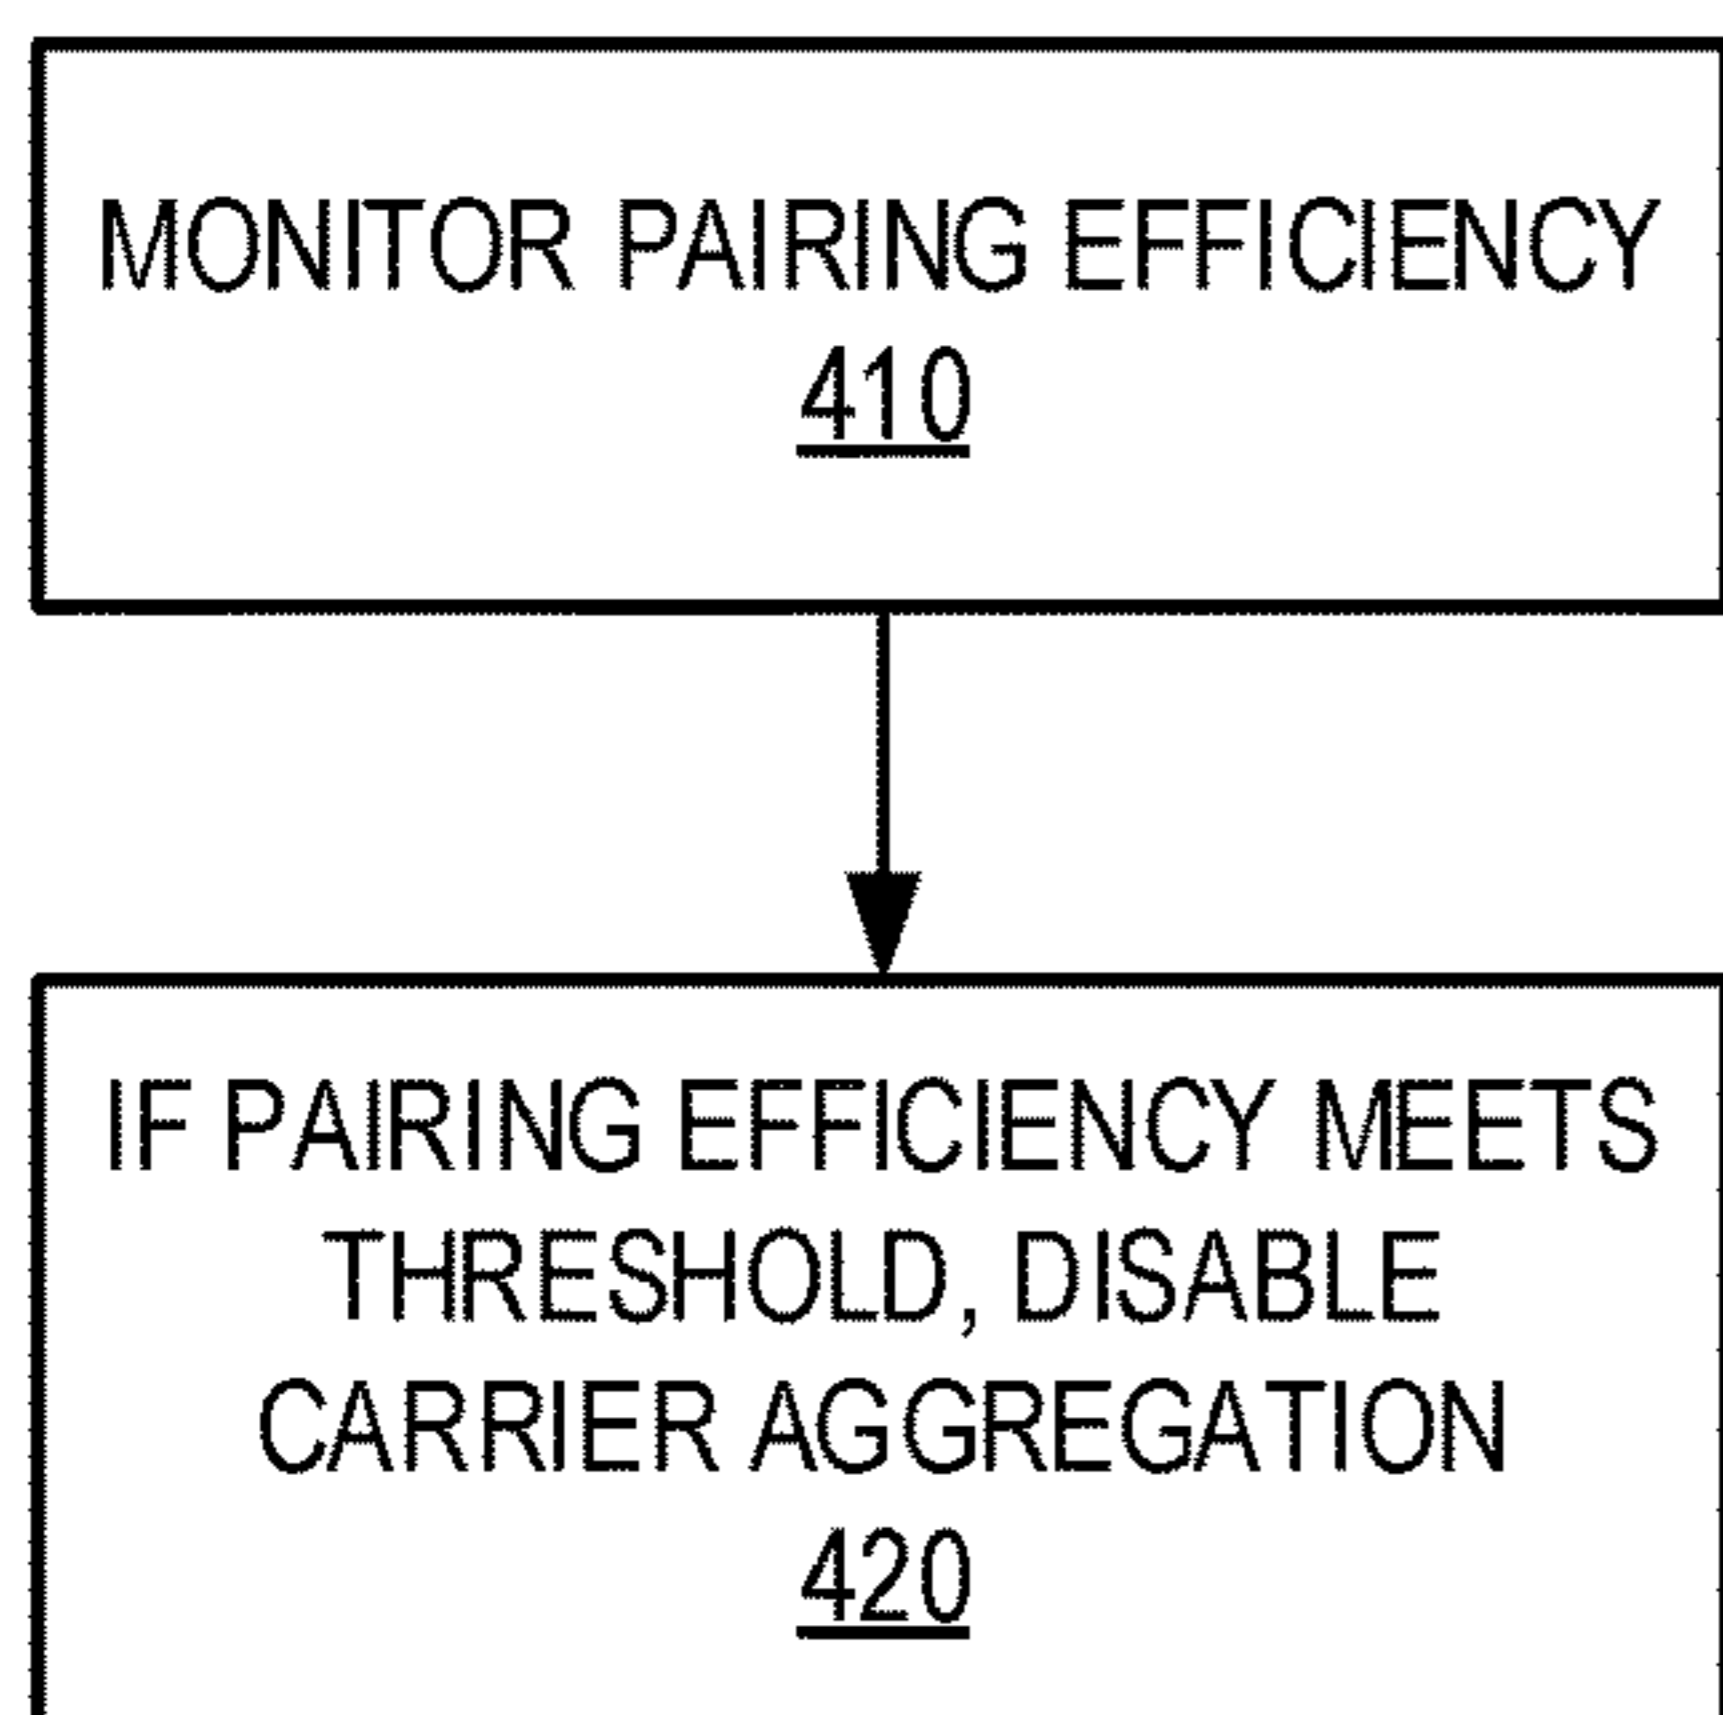 MONITOR PAIRING EFFICIENCY
410
IF PAIRING EFFICIENCY MEETS
THRESHOLD, DISABLE
CARRIER AGGREGATION
420